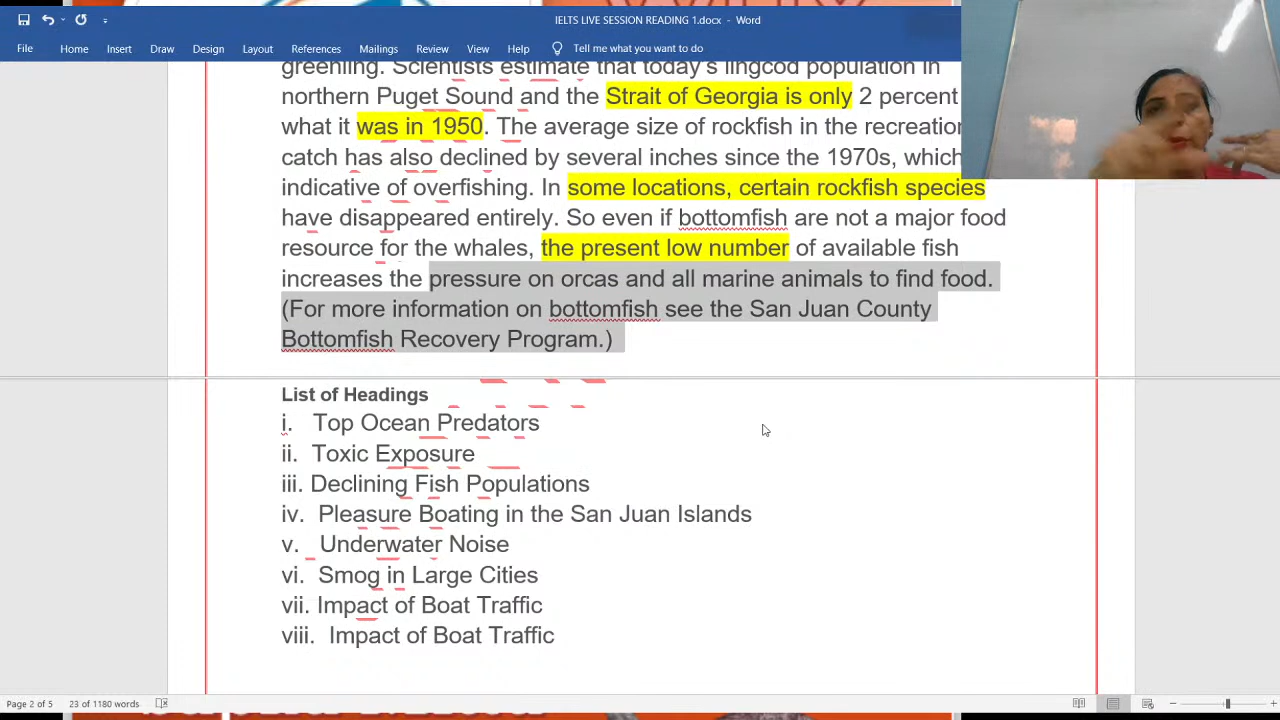 IELTS LIVE SESSION READING 1.docx - Word
File Home Insert Draw Design Layout References Mailings Review View Help Tell me what you want to do
greenling. Scientists estimate that today's lingcod population in
northern Puget Sound and the Strait of Georgia is only 2 percent
what it was in 1950. The average size of rockfish in the recreation
catch has also declined by several inches since the 1970s, which
indicative of overfishing. In some locations, certain rockfish species
have disappeared entirely. So even if bottomfish are not a major food
resource for the whales, the present low number of available fish
increases the pressure on orcas and all marine animals to find food.
(For more information on bottomfish see the San Juan County
Bottomfish Recovery Program.)
List of Headings
i. Top Ocean Predators
ii. Toxic Exposure
iii. Declining Fish Populations
iv. Pleasure Boating in the San Juan Islands
v. Underwater Noise
vi. Smog in Large Cities
vii. Impact of Boat Traffic
viii. Impact of Boat Traffic
Page 2 of 5 23 of 1180 words